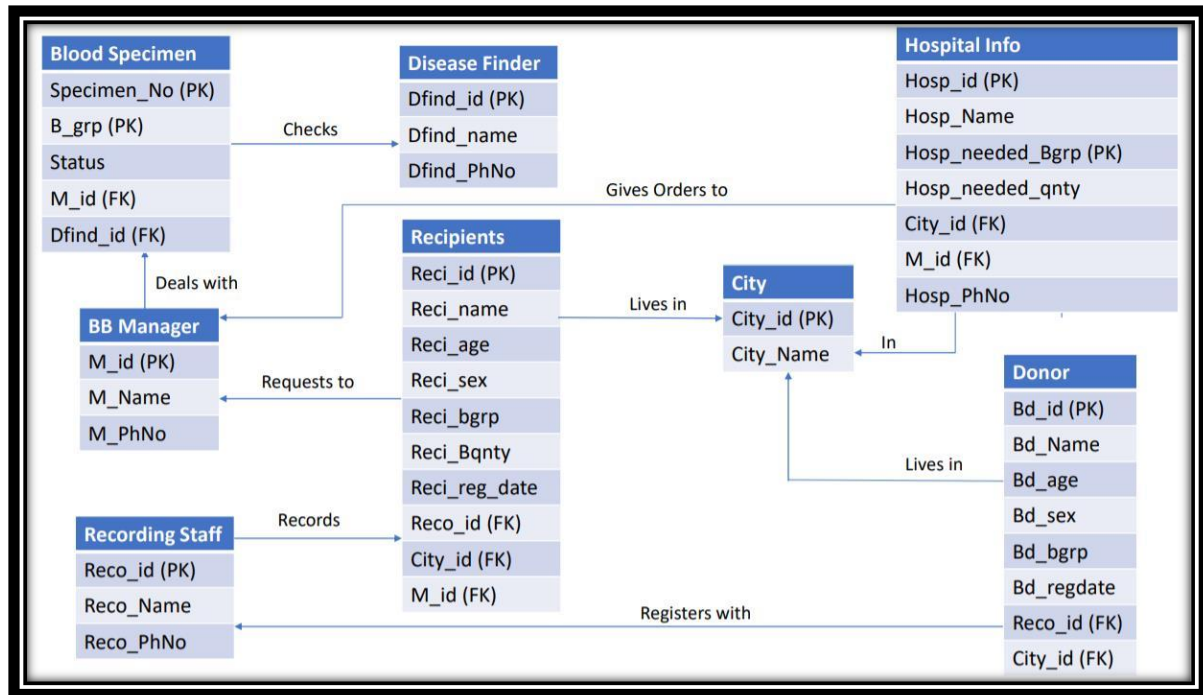 Blood Specimen
Specimen_No (PK)
B_grp (PK)
Status
M_id (FK)
Dfind_id (FK)
Checks
Disease Finder
Dfind_id (PK)
Dfind_name
Dfind_PhNo
Hospital Info
Hosp_id (PK)
Hosp_Name
Hosp_needed_Bgrp (PK)
Hosp_needed_qnty
City_id (FK)
M_id (FK)
Hosp_PhNo
Gives Orders to
Deals with
BB Manager
M_id (PK)
M_Name
M_PhNo
Requests to
Recipients
Reci_id (PK)
Reci_name
Reci_age
Reci_sex
Reci_bgrp
Reci_Bqnty
Reci_reg_date
Reco_id (FK)
City_id (FK)
M_id (FK)
Lives in
City
City_id (PK)
City_Name
In
Donor
Bd_id (PK)
Bd_Name
Bd_age
Bd_sex
Bd_bgrp
Bd_regdate
Reco_id (FK)
City_id (FK)
Lives in
Recording Staff
Reco_id (PK)
Reco_Name
Reco_PhNo
Records
Registers with